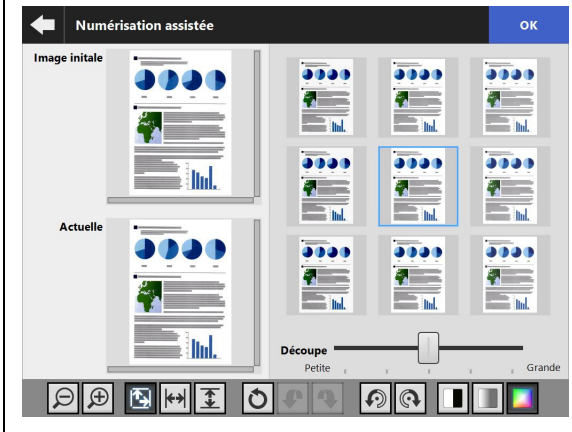 Numérisation assistée
OK
Image initale
Actuelle
Découpe
Petite
Grande